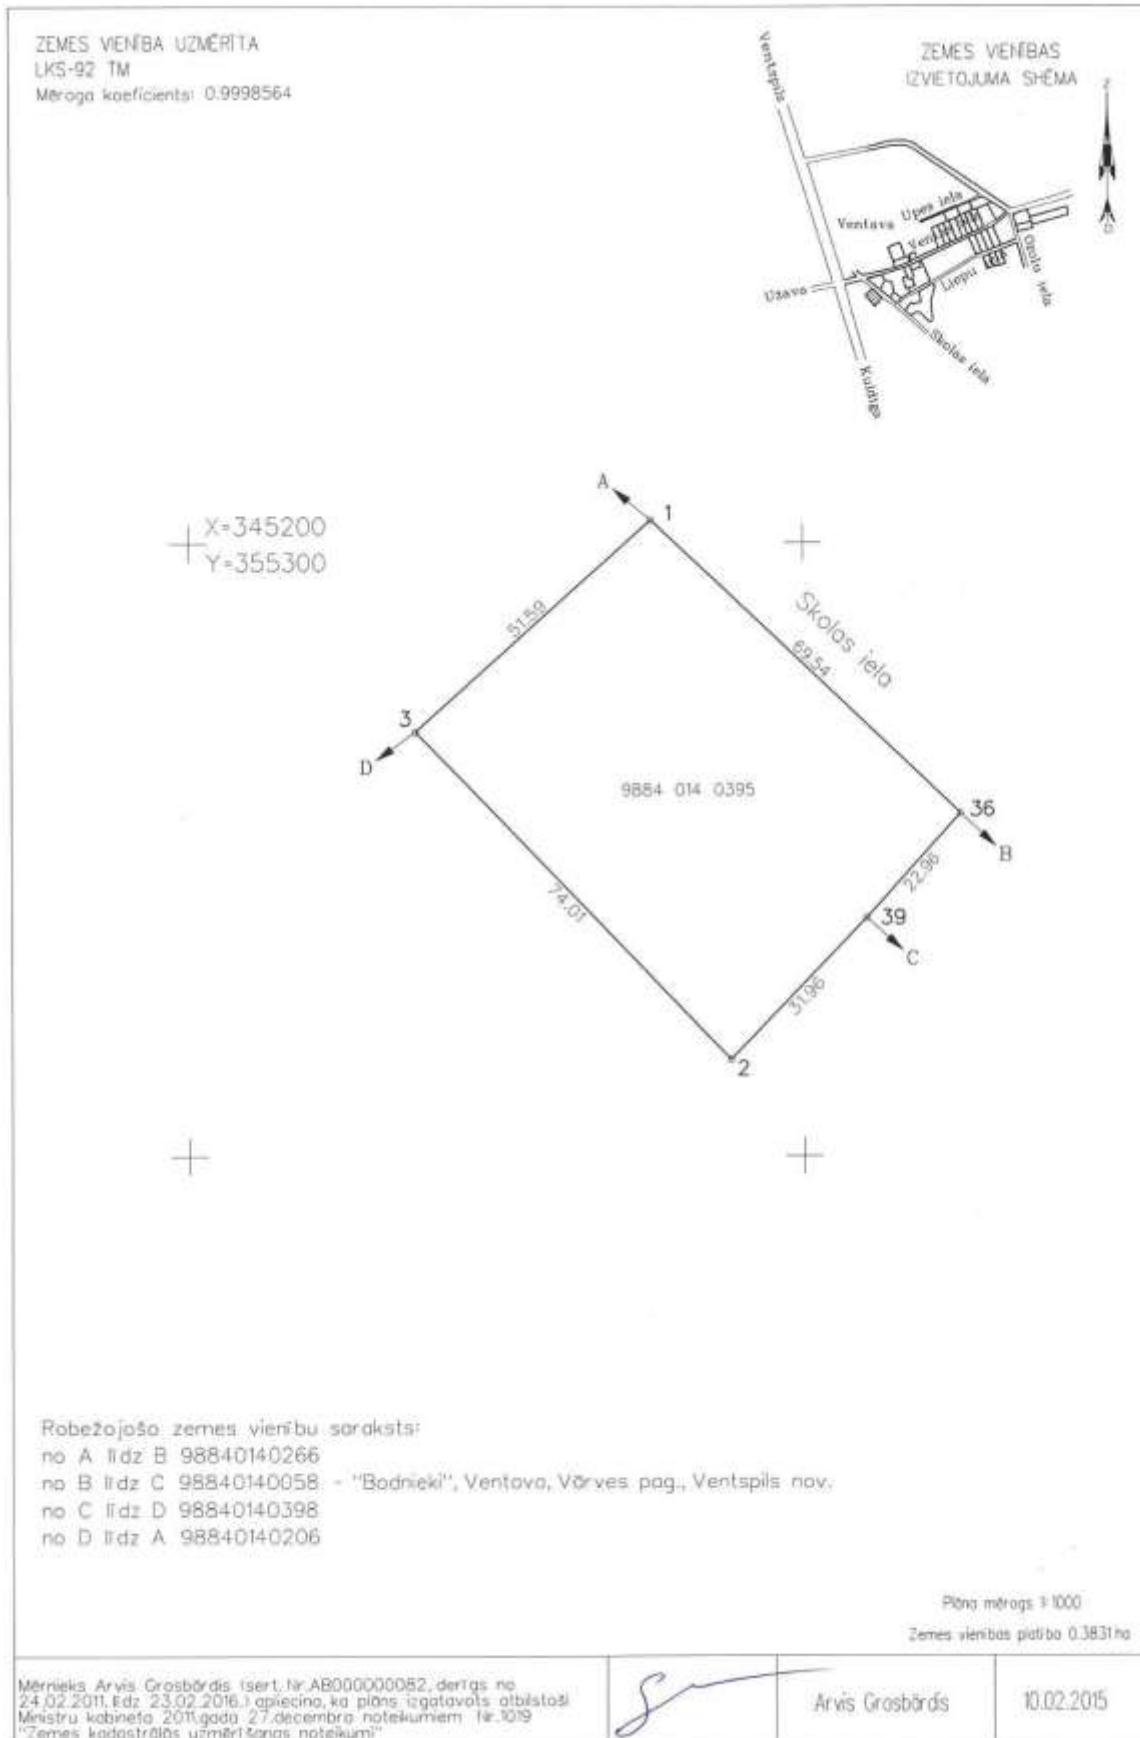 ZEMES VIENĪBA UZMĒRĪTA
LKS-92 TM
Mēroga koeficients: 0.9998564
ZEMES VIENĪBAS
IZVIETOJUMA SHĒMA
Z
D
Ventspils
Upes iela
Ventava
Liepu
Ozolu iela
Užava
Skolas iela
Kuldīga
A
1
X=345200
Y=355300
51.59
Skolas iela
69.54
3
D
9884 014 0395
36
B
22.96
74.01
39
C
31.96
2
Robežojošo zemes vienību saraksts:
no A līdz B 98840140266
no B līdz C 98840140058 - "Bodnieki", Ventava, Vārves pag., Ventspils nov.
no C līdz D 98840140398
no D līdz A 98840140206
Plāna mērogs 1:1000
Zemes vienības platība 0.3831 ha
Mērnieks Arvis Grosbārdis (sert. Nr.AB000000082, derīgs no
24.02.2011. līdz 23.02.2016.) apliecina, ka plāns izgatavots atbilstoši
Ministru kabineta 2011.gada 27.decembra noteikumiem Nr.1019
"Zemes kadastrālās uzmērīšanas noteikumi"
Arvis Grosbārdis
10.02.2015